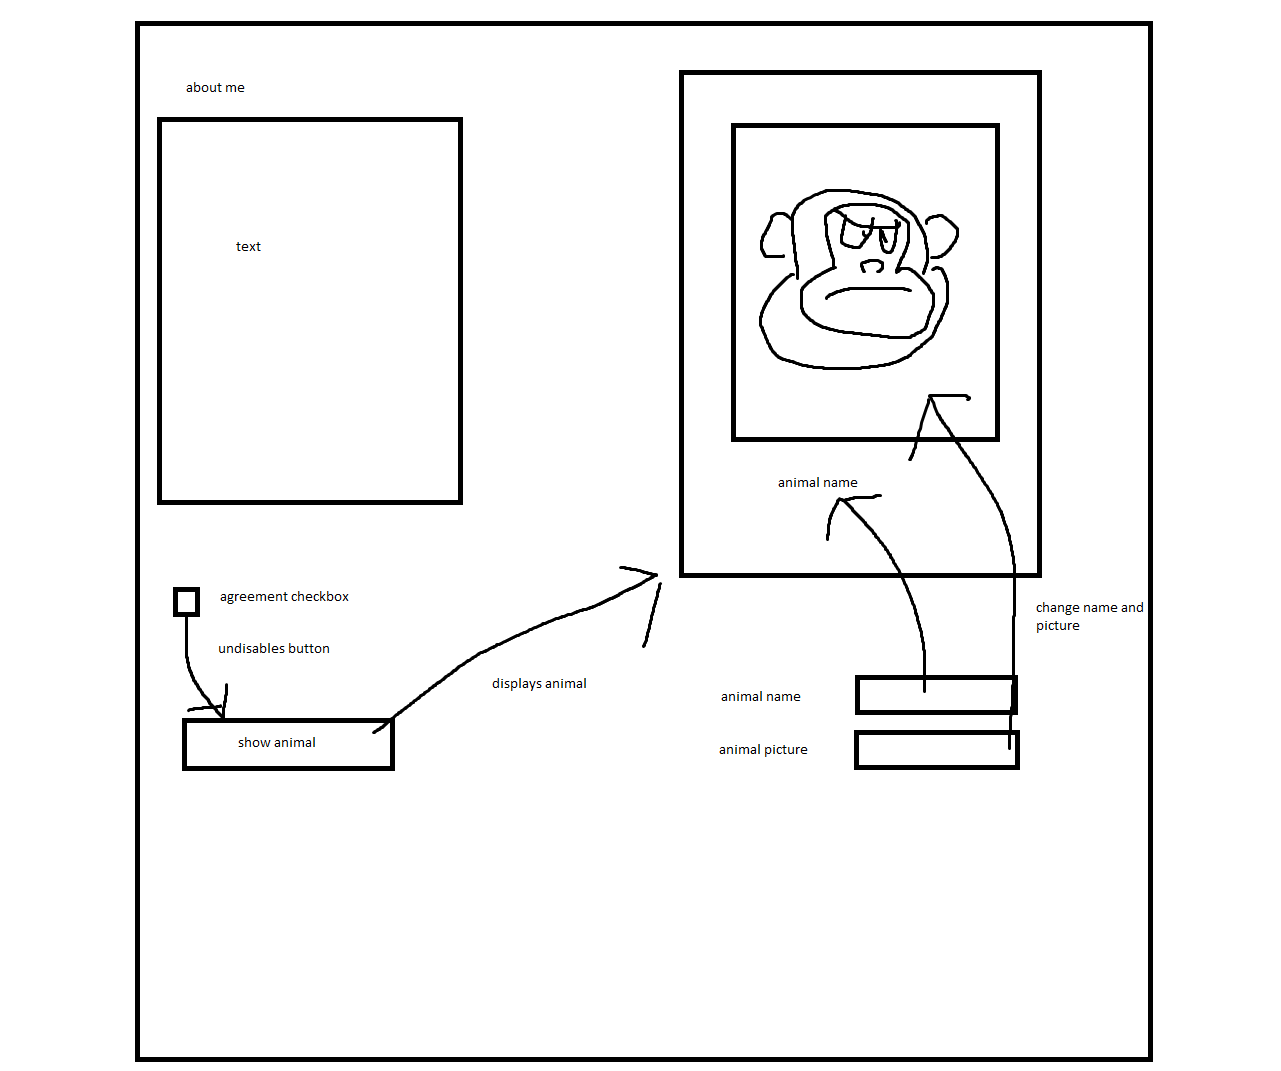 about me
text
animal name
agreement checkbox
undisables button
change name and
picture
displays animal
animal name
show animal
animal picture